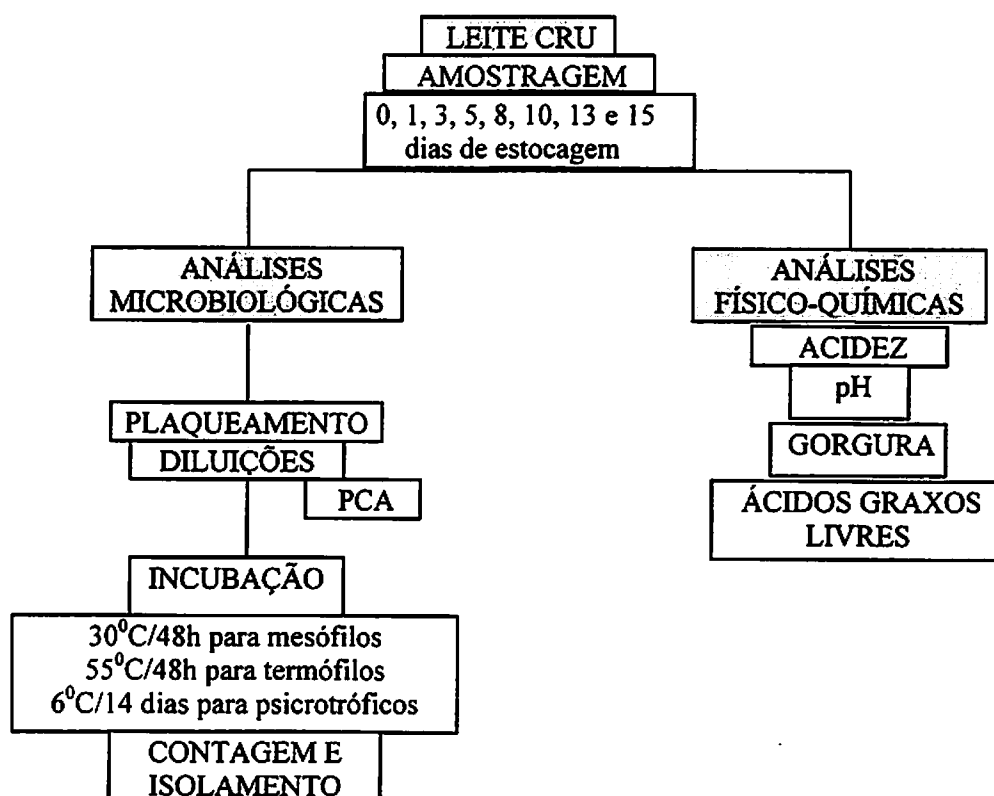 LEITE CRU
AMOSTRAGEM
0, 1, 3, 5, 8, 10, 13 e 15
dias de estocagem
ANÁLISES
MICROBIOLÓGICAS
PLAQUEAMENTO
DILUIÇÕES
PCA
INCUBAÇÃO
30⁰C/48h para mesófilos
55⁰C/48h para termófilos
6⁰C/14 dias para psicrotróficos
CONTAGEM E
ISOLAMENTO
ANÁLISES
FÍSICO-QUÍMICAS
ACIDEZ
pH
GORGURA
ÁCIDOS GRAXOS
LIVRES